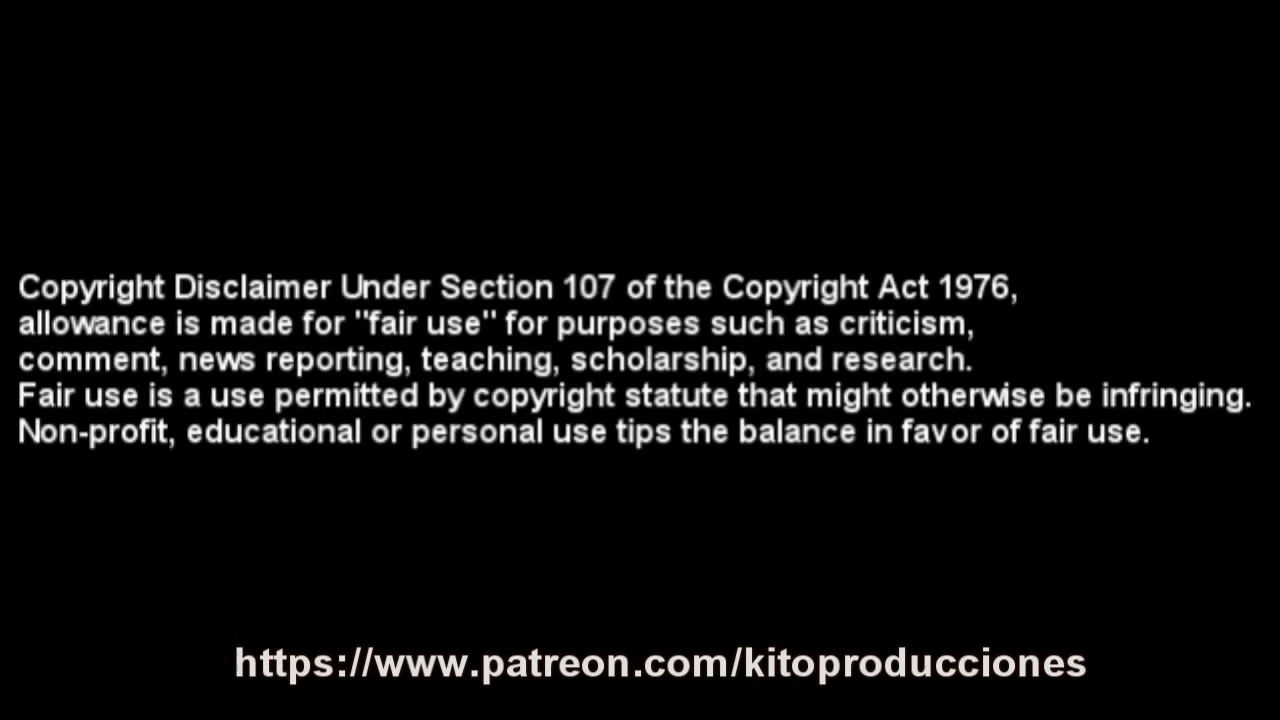 Copyright Disclaimer Under Section 107 of the Copyright Act 1976,
allowance is made for "fair use" for purposes such as criticism,
comment, news reporting, teaching, scholarship, and research.
Fair use is a use permitted by copyright statute that might otherwise be infringing.
Non-profit, educational or personal use tips the balance in favor of fair use.
https://www.patreon.com/kitoproducciones